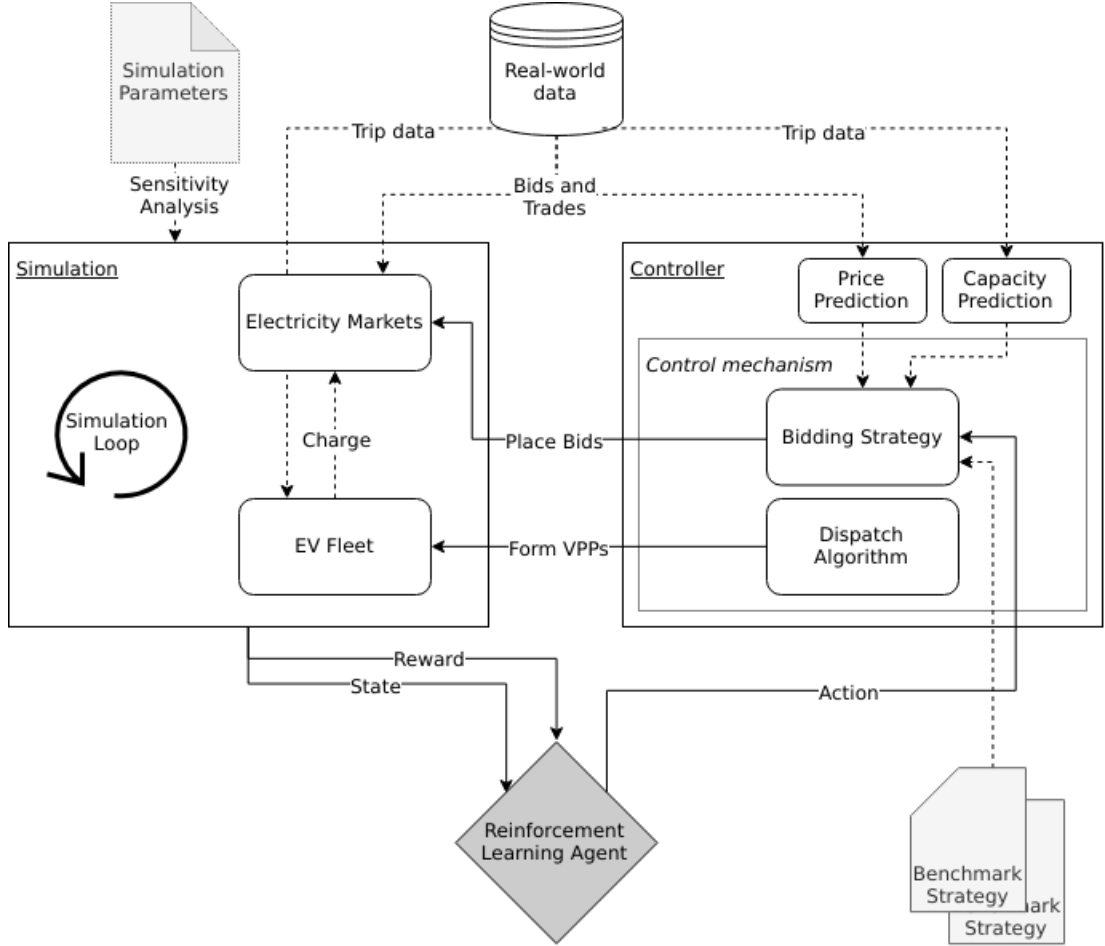 Simulation
Parameters
Real-world
data
Trip data
Trip data
Sensitivity
Analysis
Bids and
Trades
Simulation
Electricity Markets
Simulation
Loop
Charge
EV Fleet
Controller
Price
Prediction
Capacity
Prediction
Control mechanism
Bidding Strategy
Place Bids
Dispatch
Algorithm
Form VPPs
Reward
State
Action
Reinforcement
Learning Agent
Benchmark
Strategy
mark
Strategy